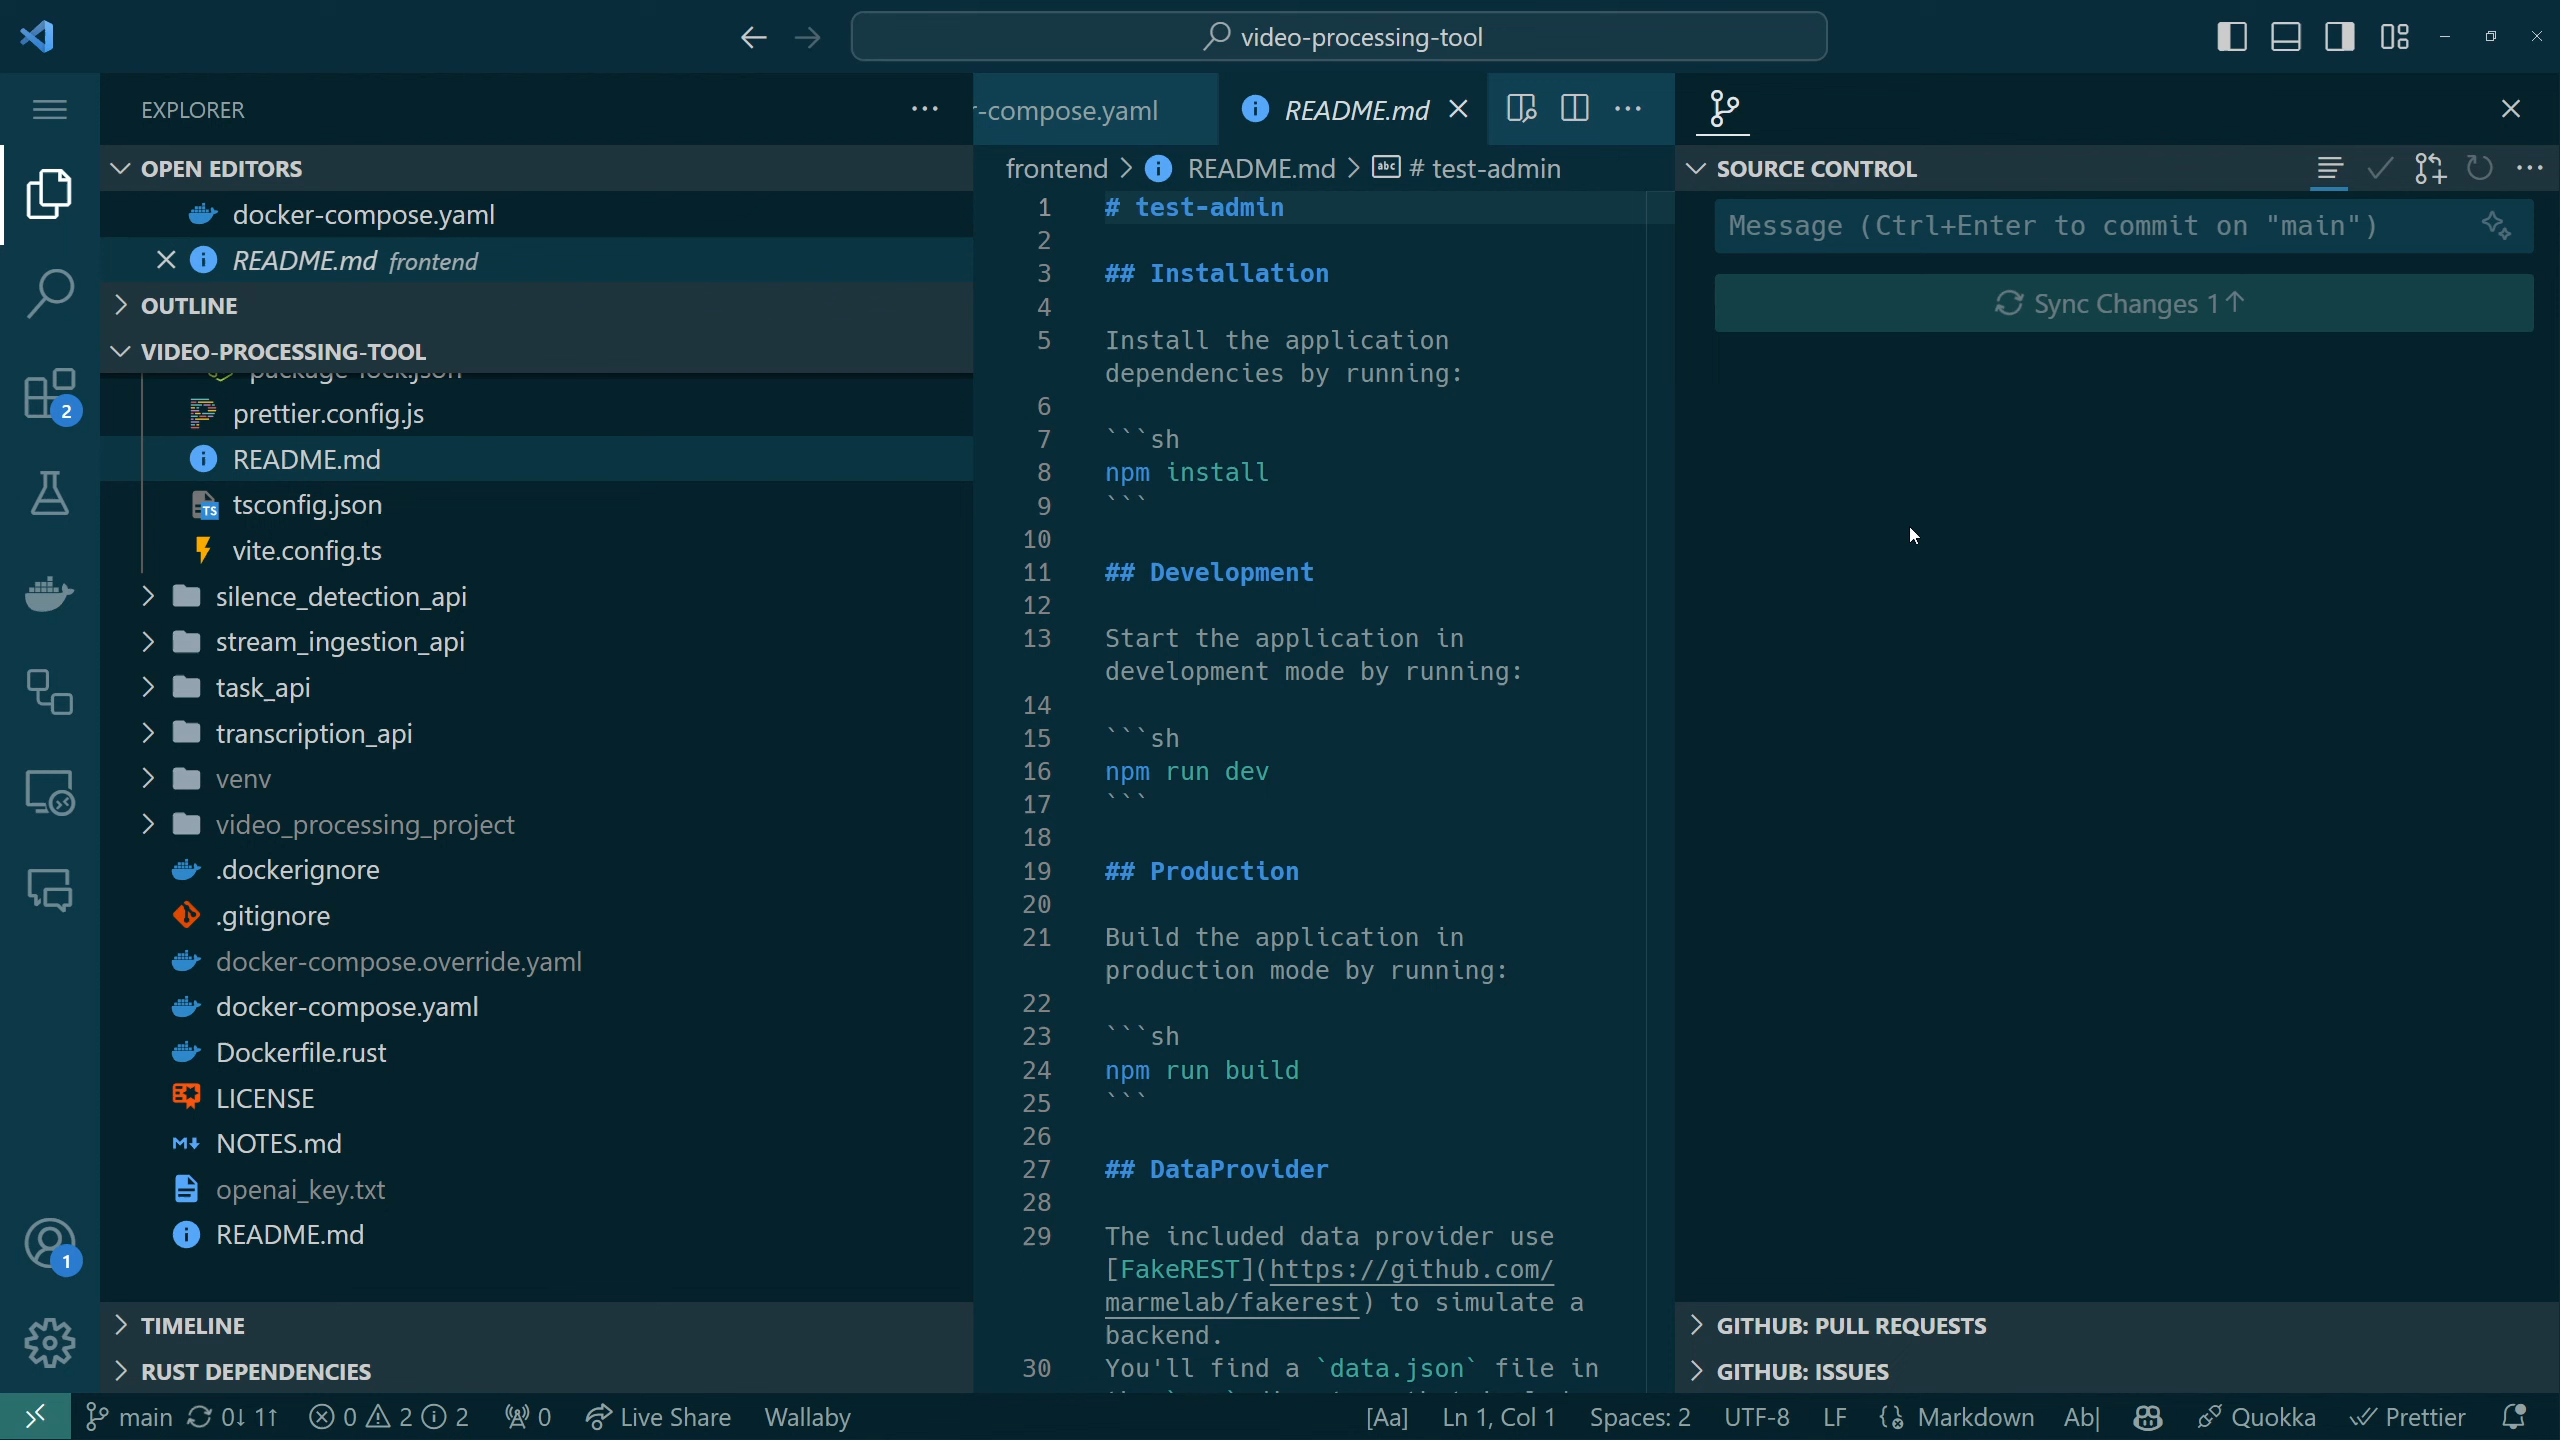 video-processing-tool
EXPLORER
OPEN EDITORS
docker-compose.yaml
README.md frontend
OUTLINE
VIDEO-PROCESSING-TOOL
package-lock.json
prettier.config.js
README.md
tsconfig.json
vite.config.ts
silence_detection_api
stream_ingestion_api
task_api
transcription_api
venv
video_processing_project
.dockerignore
.gitignore
docker-compose.override.yaml
docker-compose.yaml
Dockerfile.rust
LICENSE
NOTES.md
openai_key.txt
README.md
TIMELINE
RUST DEPENDENCIES
2
1
r-compose.yaml
README.md
frontend > README.md > abc # test-admin
1 # test-admin
2
3 ## Installation
4
5 Install the application
dependencies by running:
6
7 ```sh
8 npm install
9 ```
10
11 ## Development
12
13 Start the application in
development mode by running:
14
15 ```sh
16 npm run dev
17 ```
18
19 ## Production
20
21 Build the application in
production mode by running:
22
23 ```sh
24 npm run build
25 ```
26
27 ## DataProvider
28
29 The included data provider use
[FakeREST](https://github.com/
marmelab/fakerest) to simulate a
backend.
30 You'll find a `data.json` file in
SOURCE CONTROL
Message (Ctrl+Enter to commit on "main")
Sync Changes 1↑
GITHUB: PULL REQUESTS
GITHUB: ISSUES
main 0↓ 1↑ 0 2 2 0 Live Share Wallaby [Aa] Ln 1, Col 1 Spaces: 2 UTF-8 LF Markdown Ab| Quokka Prettier